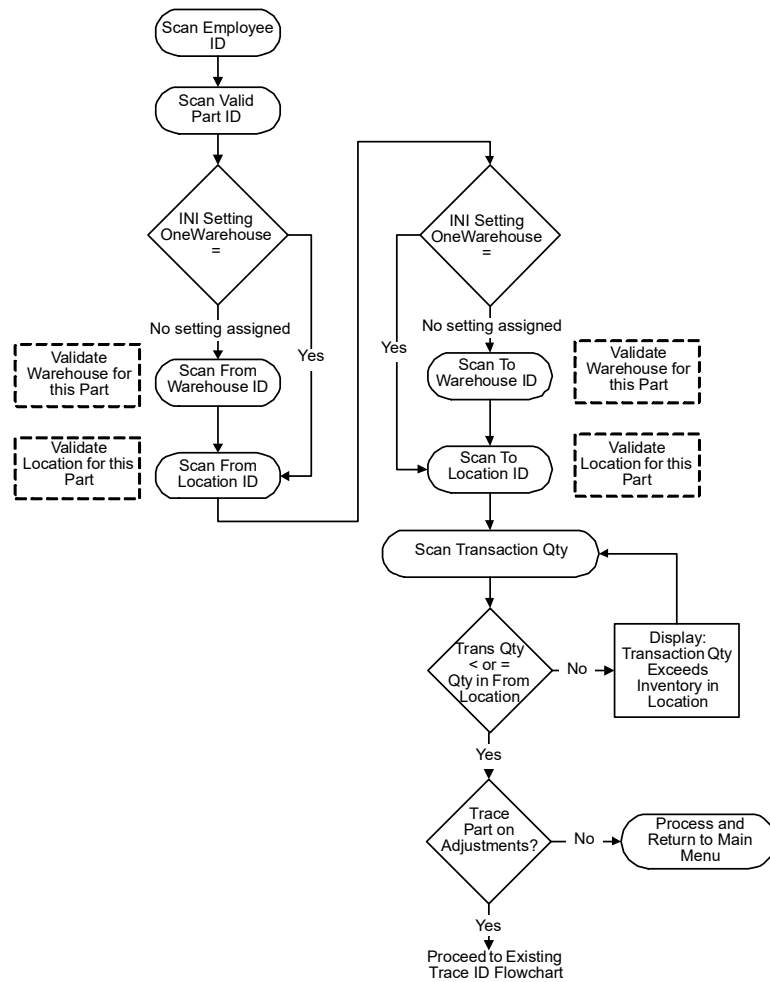 Scan Employee
ID
Scan Valid
Part ID
INI Setting
OneWarehouse
=
No setting assigned
Yes
Validate
Warehouse for
this Part
Scan From
Warehouse ID
Validate
Location for this
Part
Scan From
Location ID
INI Setting
OneWarehouse
=
No setting assigned
Yes
Scan To
Warehouse ID
Validate
Warehouse for
this Part
Scan To
Location ID
Validate
Location for this
Part
Scan Transaction Qty
Trans Qty
< or =
Qty in From
Location
No
Display:
Transaction Qty
Exceeds
Inventory in
Location
Yes
Trace
Part on
Adjustments?
No
Process and
Return to Main
Menu
Yes
Proceed to Existing
Trace ID Flowchart